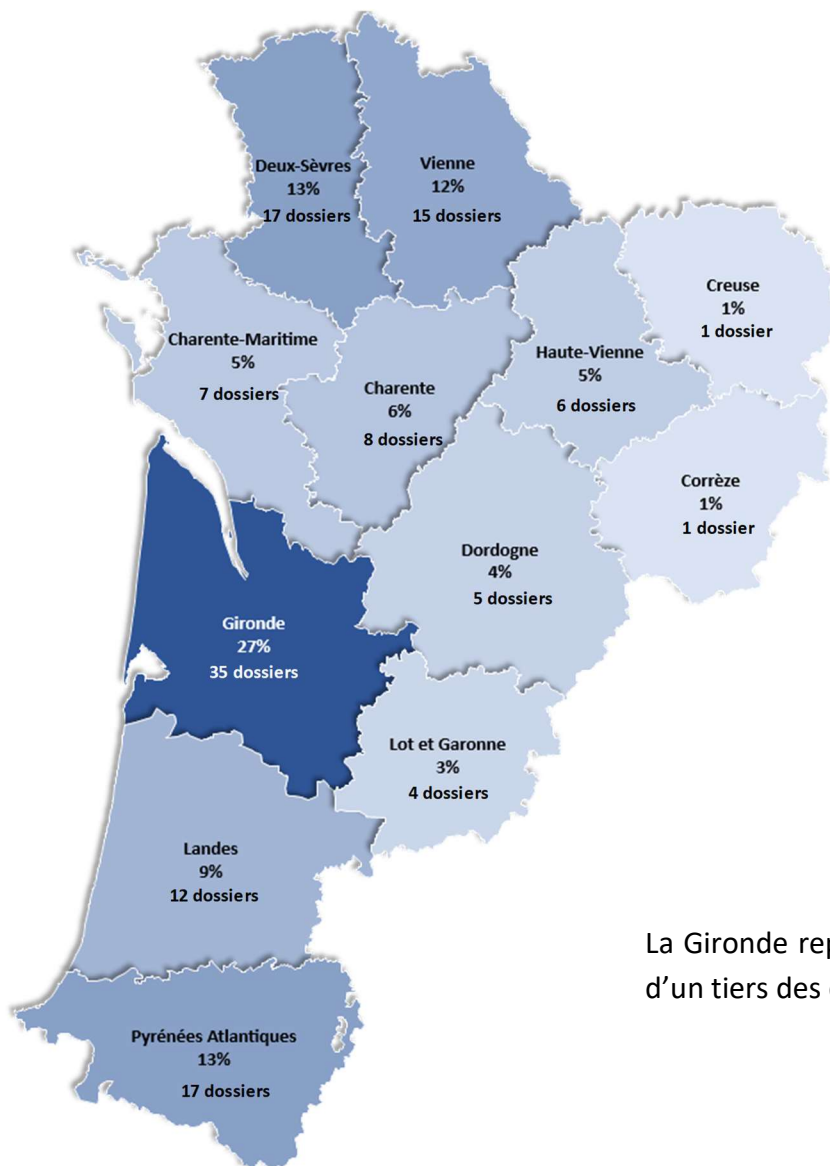 Deux-Sèvres
13%
17 dossiers
Vienne
12%
15 dossiers
Creuse
1%
1 dossier
Charente-Maritime
5%
7 dossiers
Charente
6%
8 dossiers
Haute-Vienne
5%
6 dossiers
Corrèze
1%
1 dossier
Dordogne
4%
5 dossiers
Gironde
27%
35 dossiers
Lot et Garonne
3%
4 dossiers
Landes
9%
12 dossiers
La Gironde
d’un tiers des
Pyrénées Atlantiques
13%
17 dossiers